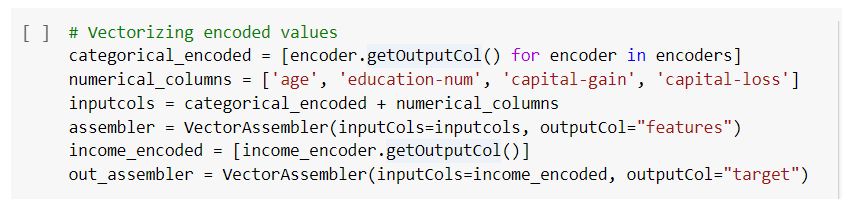 [ ] # Vectorizing encoded values
categorical_encoded = [encoder.getOutputCol() for encoder in encoders]
numerical_columns = ['age', 'education-num', 'capital-gain', 'capital-loss']
inputcols = categorical_encoded + numerical_columns
assembler = VectorAssembler(inputCols=inputcols, outputCol="features")
income_encoded = [income_encoder.getOutputCol()]
out_assembler = VectorAssembler(inputCols=income_encoded, outputCol="target")